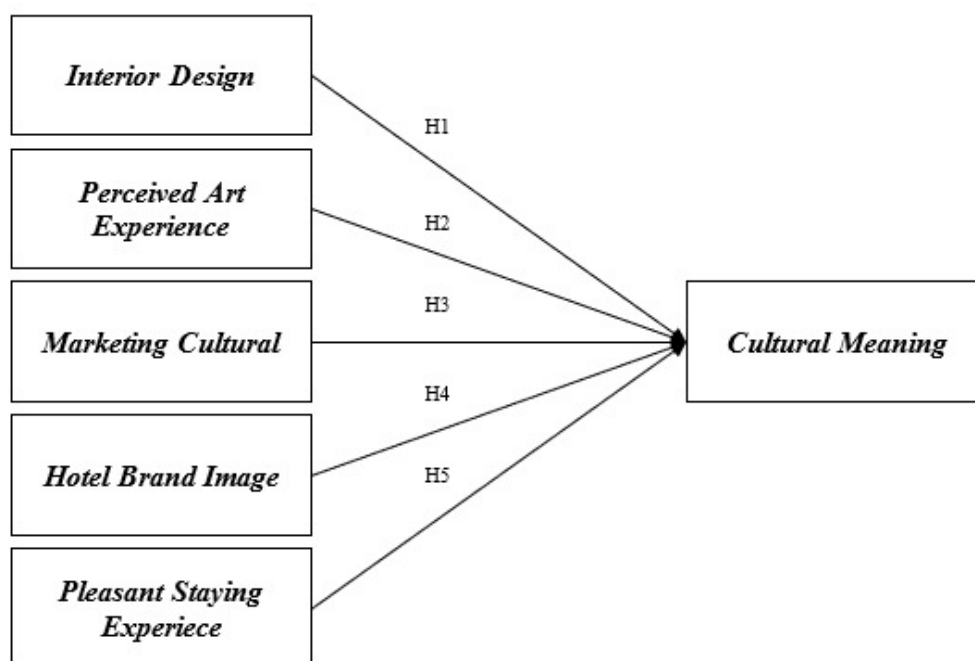 Interior Design
H1
Perceived Art
Experience
H2
Marketing Cultural
H3
Cultural Meaning
Hotel Brand Image
H4
Pleasant Staying
Experiece
H5